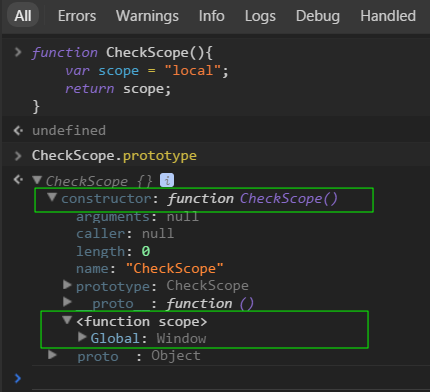 All Errors Warnings Info Logs Debug Handled
> function CheckScope(){
var scope = "local";
return scope;
}
< undefined
> CheckScope.prototype
< ▼ CheckScope {} i
▼ constructor: function CheckScope()
arguments: null
caller: null
length: 0
name: "CheckScope"
▶ prototype: CheckScope
▶ __proto__: function ()
▼ <function scope>
▶ Global: Window
▶ __proto__: Object
>